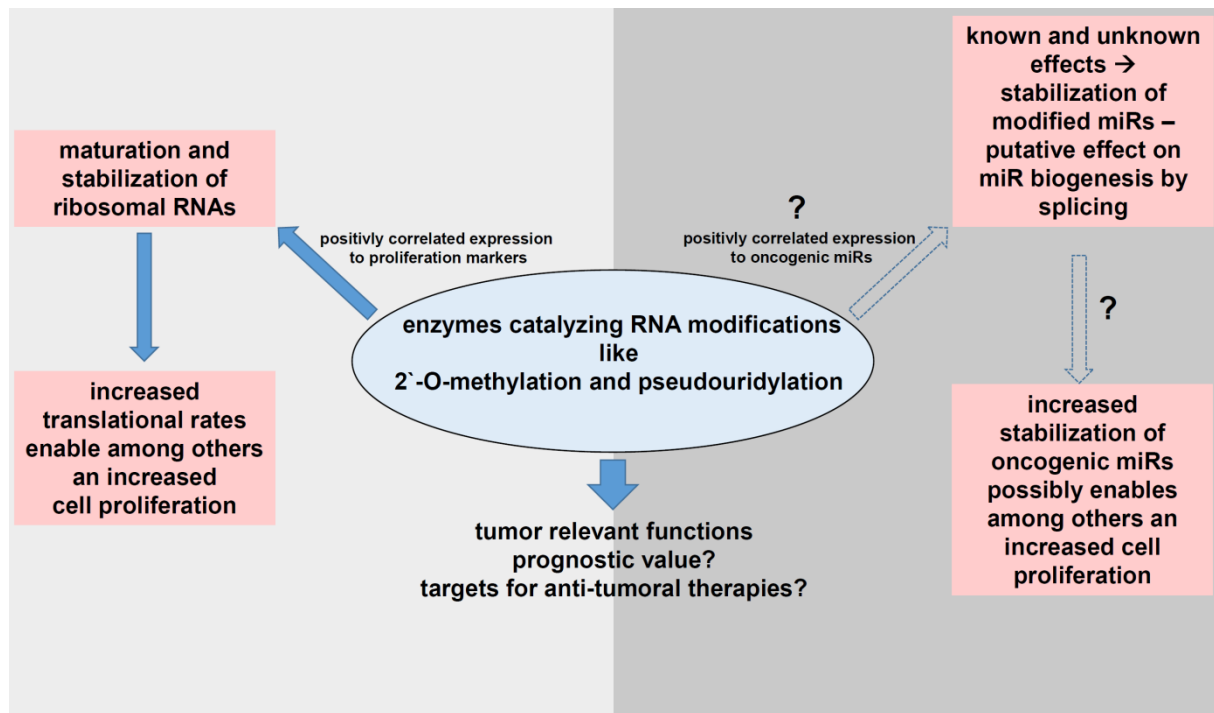 maturation and
stabilization of
ribosomal RNAs
positivly correlated expression
to proliferation markers
increased
translational rates
enable among others
an increased
cell proliferation
enzymes catalyzing RNA modifications
like
2`-O-methylation and pseudouridylation
tumor relevant functions
prognostic value?
targets for anti-tumoral therapies?
?
positivly correlated expression
to oncogenic miRs
known and unknown
effects →
stabilization of
modified miRs –
putative effect on
miR biogenesis by
splicing
?
increased
stabilization of
oncogenic miRs
possibly enables
among others an
increased cell
proliferation